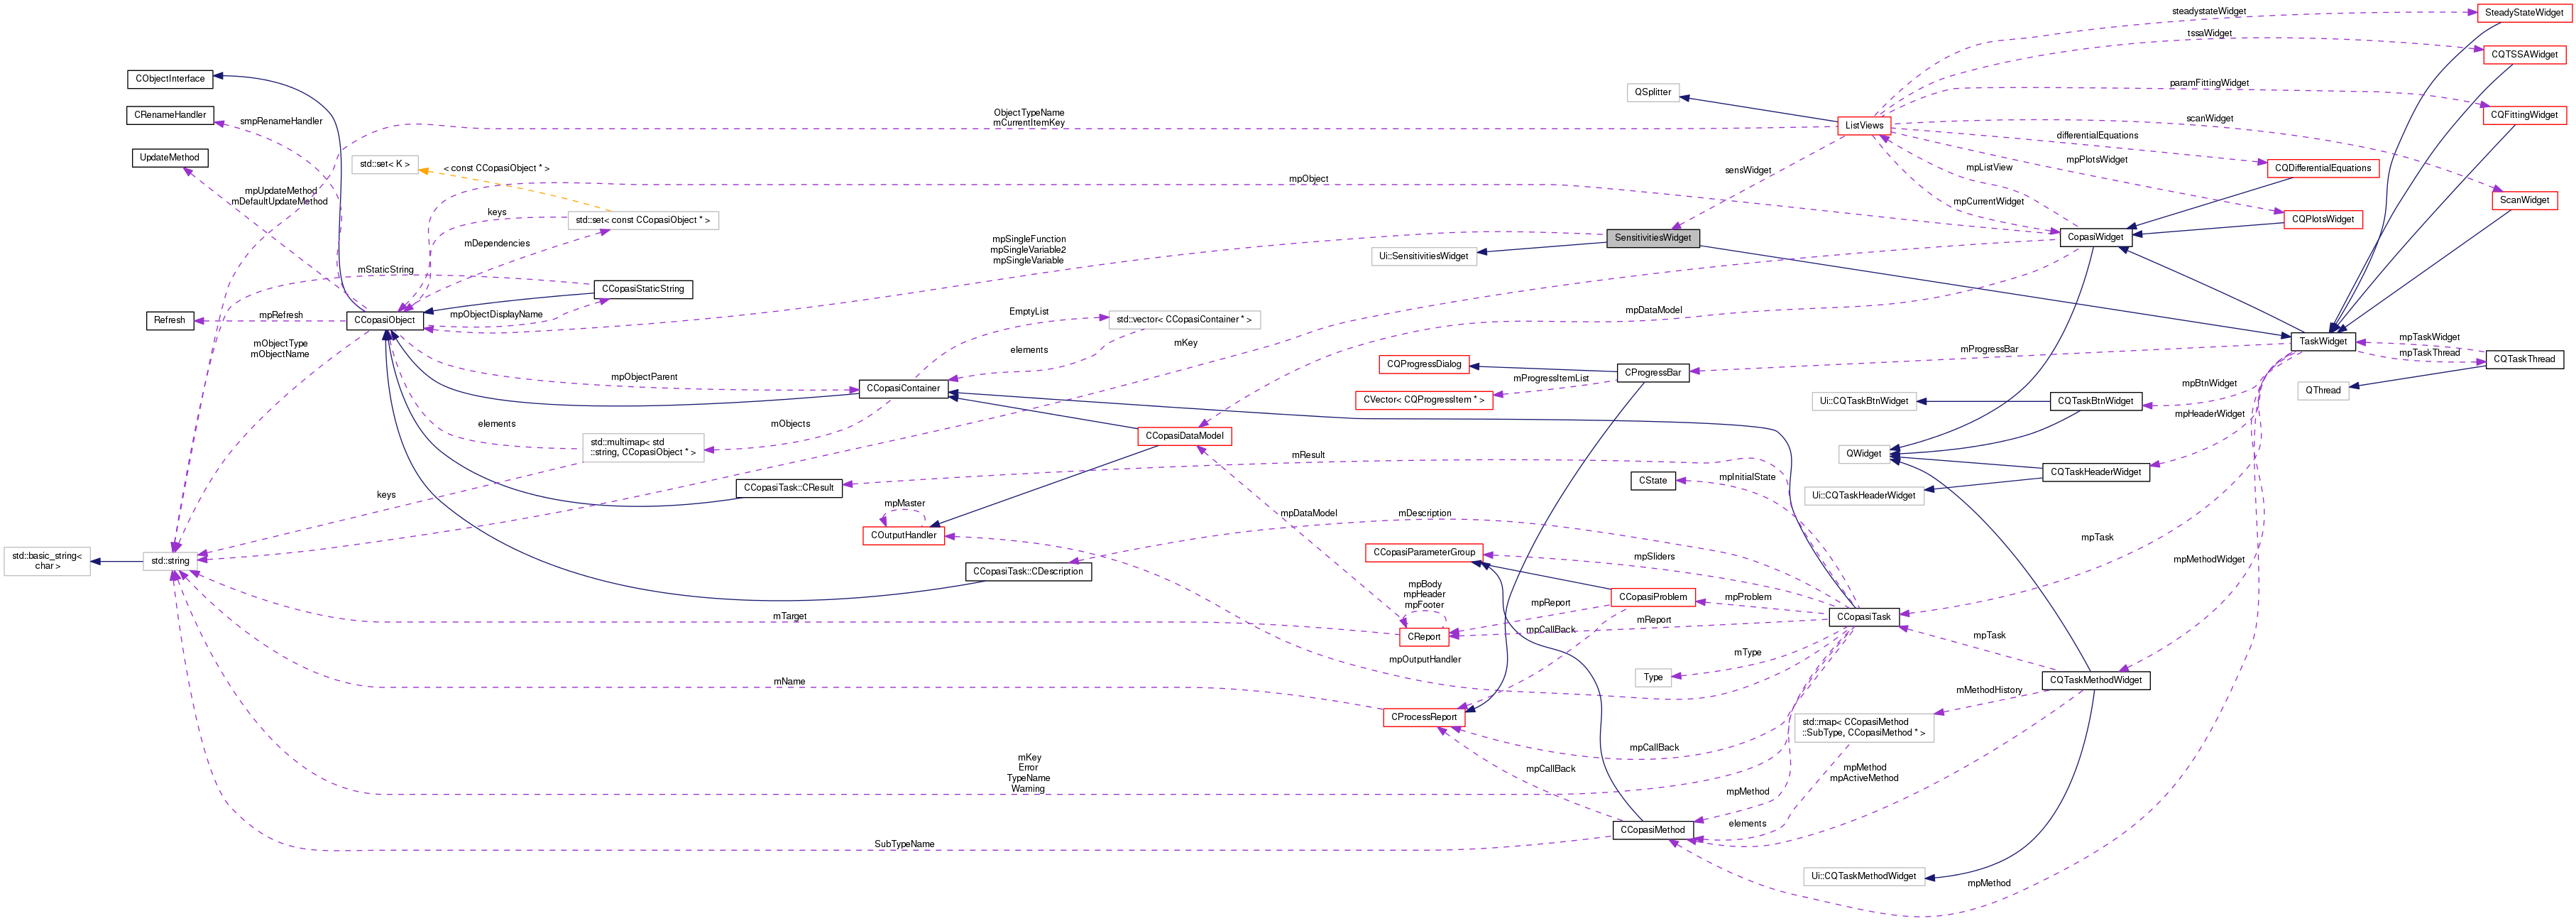 steadystateWidget
SteadyStateWidget
tssaWidget
CQTSSAWidget
CObjectInterface
paramFittingWidget
QSplitter
CRenameHandler
smpRenameHandler
ObjectTypeName
mCurrentItemKey
ListViews
scanWidget
CQFittingWidget
differentialEquations
UpdateMethod
std::set< K >
< const CCopasiObject * >
mpObject
sensWidget
mpListView
mpPlotsWidget
CQDifferentialEquations
mpUpdateMethod
mDefaultUpdateMethod
mpCurrentWidget
ScanWidget
keys
std::set< const CCopasiObject * >
CQPlotsWidget
mDependencies
mpSingleFunction
mpSingleVariable2
mpSingleVariable
SensitivitiesWidget
CopasiWidget
Ui::SensitivitiesWidget
mStaticString
CCopasiStaticString
Refresh
mpRefresh
CCopasiObject
mpObjectDisplayName
EmptyList
std::vector< CCopasiContainer * >
mpDataModel
mObjectType
mObjectName
elements
mKey
mProgressBar
TaskWidget
mpTaskWidget
mpTaskThread
CQTaskThread
mpObjectParent
CCopasiContainer
CQProgressDialog
mProgressItemList
CProgressBar
mpBtnWidget
QThread
CVector< CQProgressItem * >
Ui::CQTaskBtnWidget
CQTaskBtnWidget
mpHeaderWidget
elements
mObjects
CCopasiDataModel
std::multimap< std
::string, CCopasiObject * >
QWidget
mResult
CQTaskHeaderWidget
mpInitialState
CState
keys
CCopasiTask::CResult
Ui::CQTaskHeaderWidget
mpMaster
mpDataModel
mDescription
COutputHandler
mpTask
std::basic_string<
char >
std::string
CCopasiParameterGroup
mpSliders
mpMethodWidget
CCopasiTask::CDescription
mpBody
mpHeader
mpFooter
mpReport
CCopasiProblem
mpProblem
mTarget
CReport
mpCallBack
mReport
CCopasiTask
mpTask
mpOutputHandler
mType
Type
mName
CQTaskMethodWidget
mMethodHistory
CProcessReport
std::map< CCopasiMethod
::SubType, CCopasiMethod * >
mpCallBack
mKey
Error
TypeName
Warning
mpCallBack
mpMethod
mpActiveMethod
mpMethod
elements
CCopasiMethod
SubTypeName
Ui::CQTaskMethodWidget
mpMethod